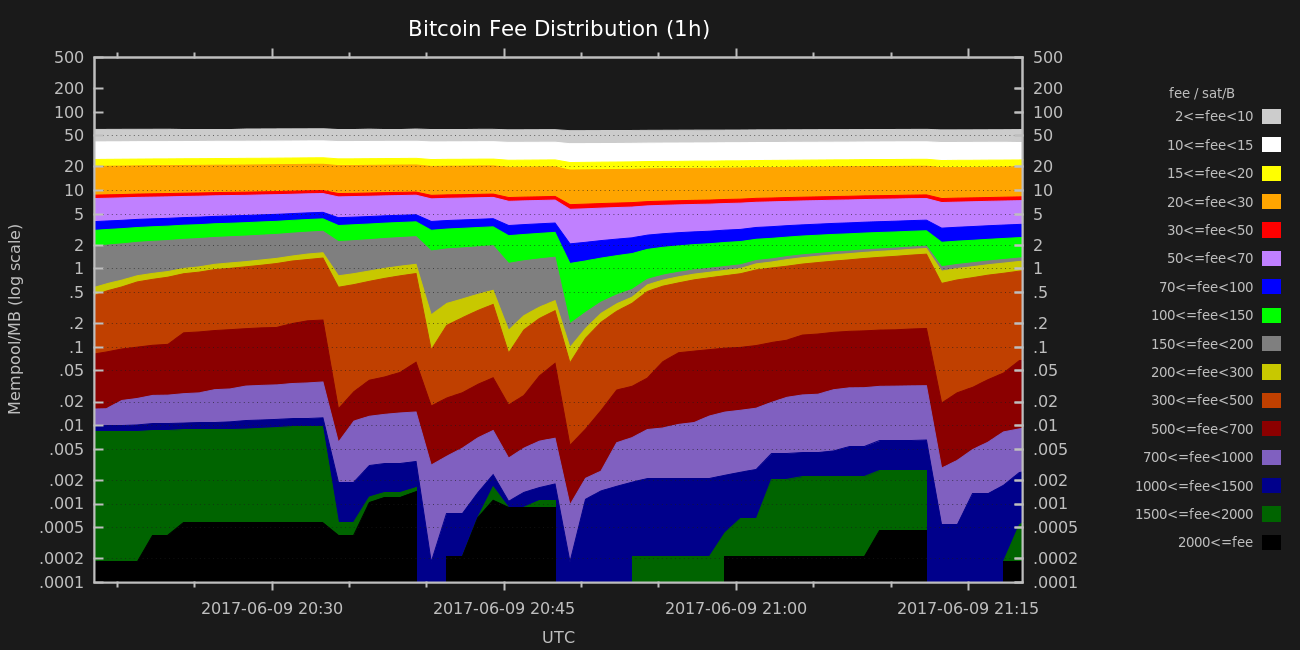 Bitcoin Fee Distribution (1h)
500 500
200 200
100 100
50 50
20 20
10 10
5 5
2 2
1 1
.5 .5
.2 .2
.1 .1
.05 .05
.02 .02
.01 .01
.005 .005
.002 .002
.001 .001
.0005 .0005
.0002 .0002
.0001 .0001
Mempool/MB (log scale)
2017-06-09 20:30 2017-06-09 20:45 2017-06-09 21:00 2017-06-09 21:15
UTC
fee / sat/B
2<=fee<10
10<=fee<15
15<=fee<20
20<=fee<30
30<=fee<50
50<=fee<70
70<=fee<100
100<=fee<150
150<=fee<200
200<=fee<300
300<=fee<500
500<=fee<700
700<=fee<1000
1000<=fee<1500
1500<=fee<2000
2000<=fee